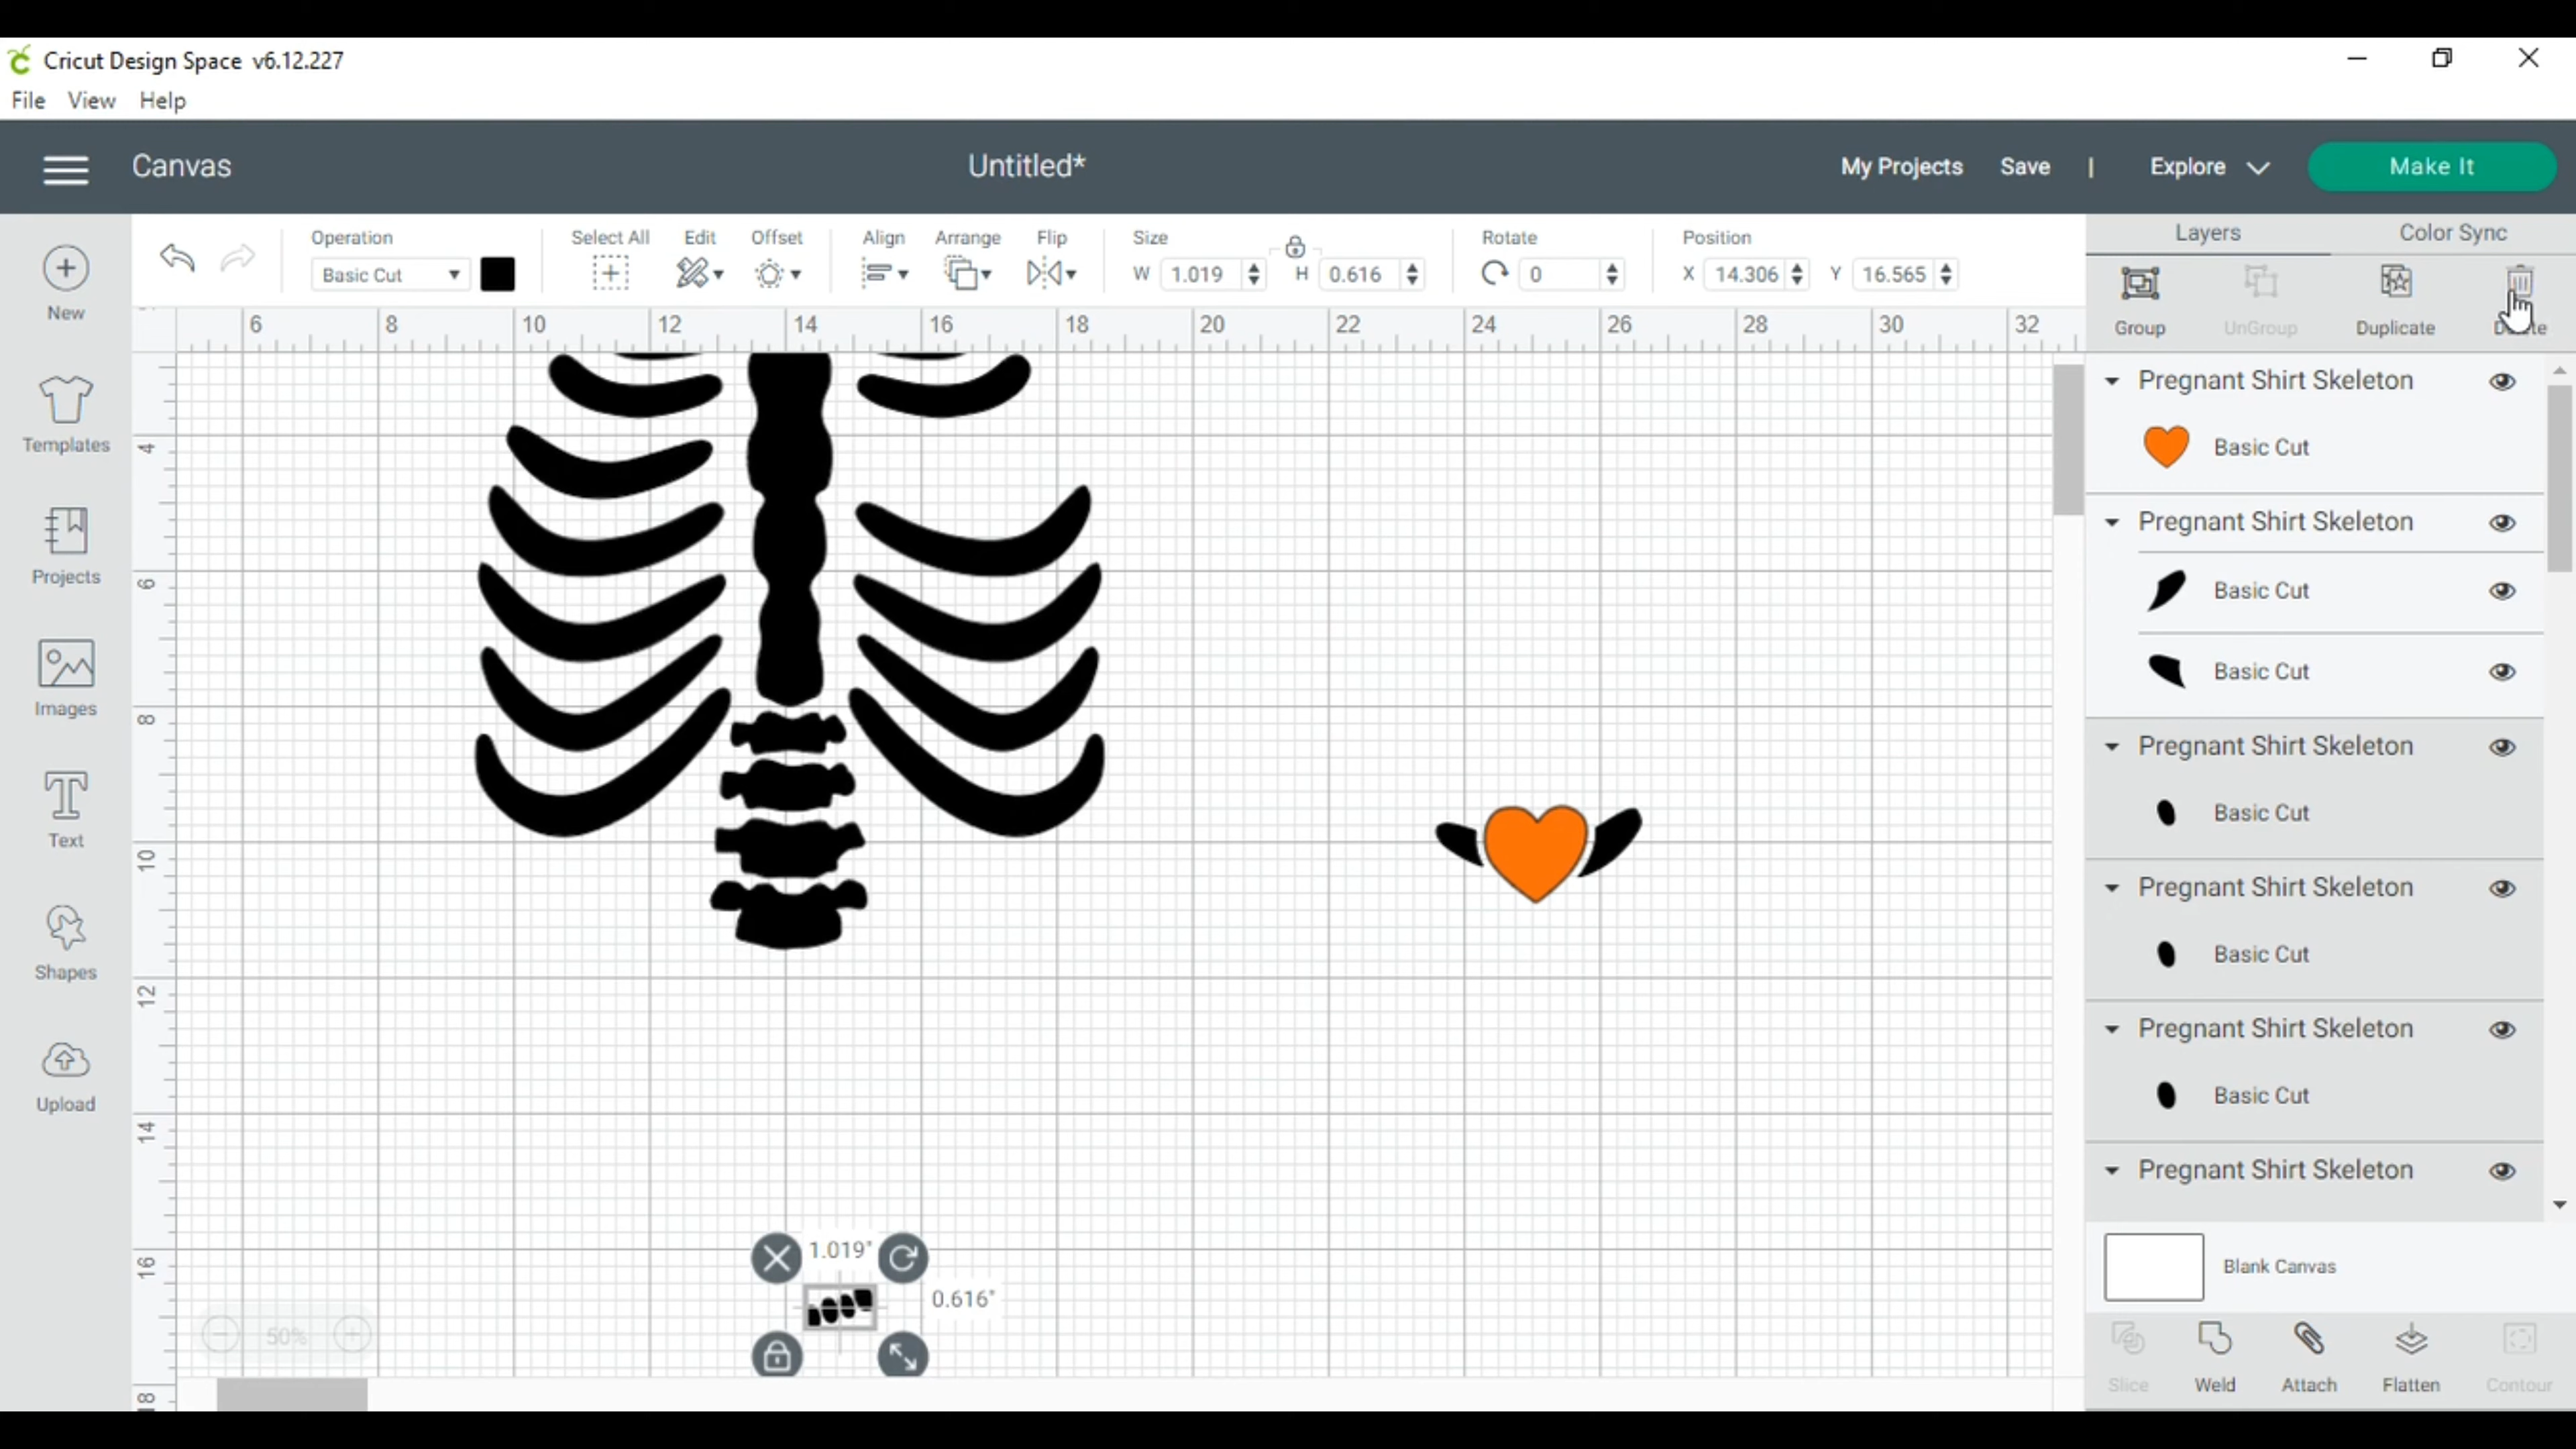 Cricut Design Space v6.12.227
File View Help
Canvas
Untitled*
My Projects Save | Explore Make It
New
Templates
Projects
Images
Text
Shapes
Upload
Operation
Basic Cut
Select All
Edit
Offset
Align
Arrange
Flip
Size
W 1.019
H 0.616
Rotate
0
Position
X 14.306
Y 16.565
Layers
Color Sync
Group
UnGroup
Duplicate
6 8 10 12 14 16 18 20 22 24 26 28 30 32
4
6
8
10
12
14
16
18
1.019"
0.616"
50%
Pregnant Shirt Skeleton
Basic Cut
Pregnant Shirt Skeleton
Basic Cut
Basic Cut
Pregnant Shirt Skeleton
Basic Cut
Pregnant Shirt Skeleton
Basic Cut
Pregnant Shirt Skeleton
Basic Cut
Pregnant Shirt Skeleton
Blank Canvas
Slice
Weld
Attach
Flatten
Contour